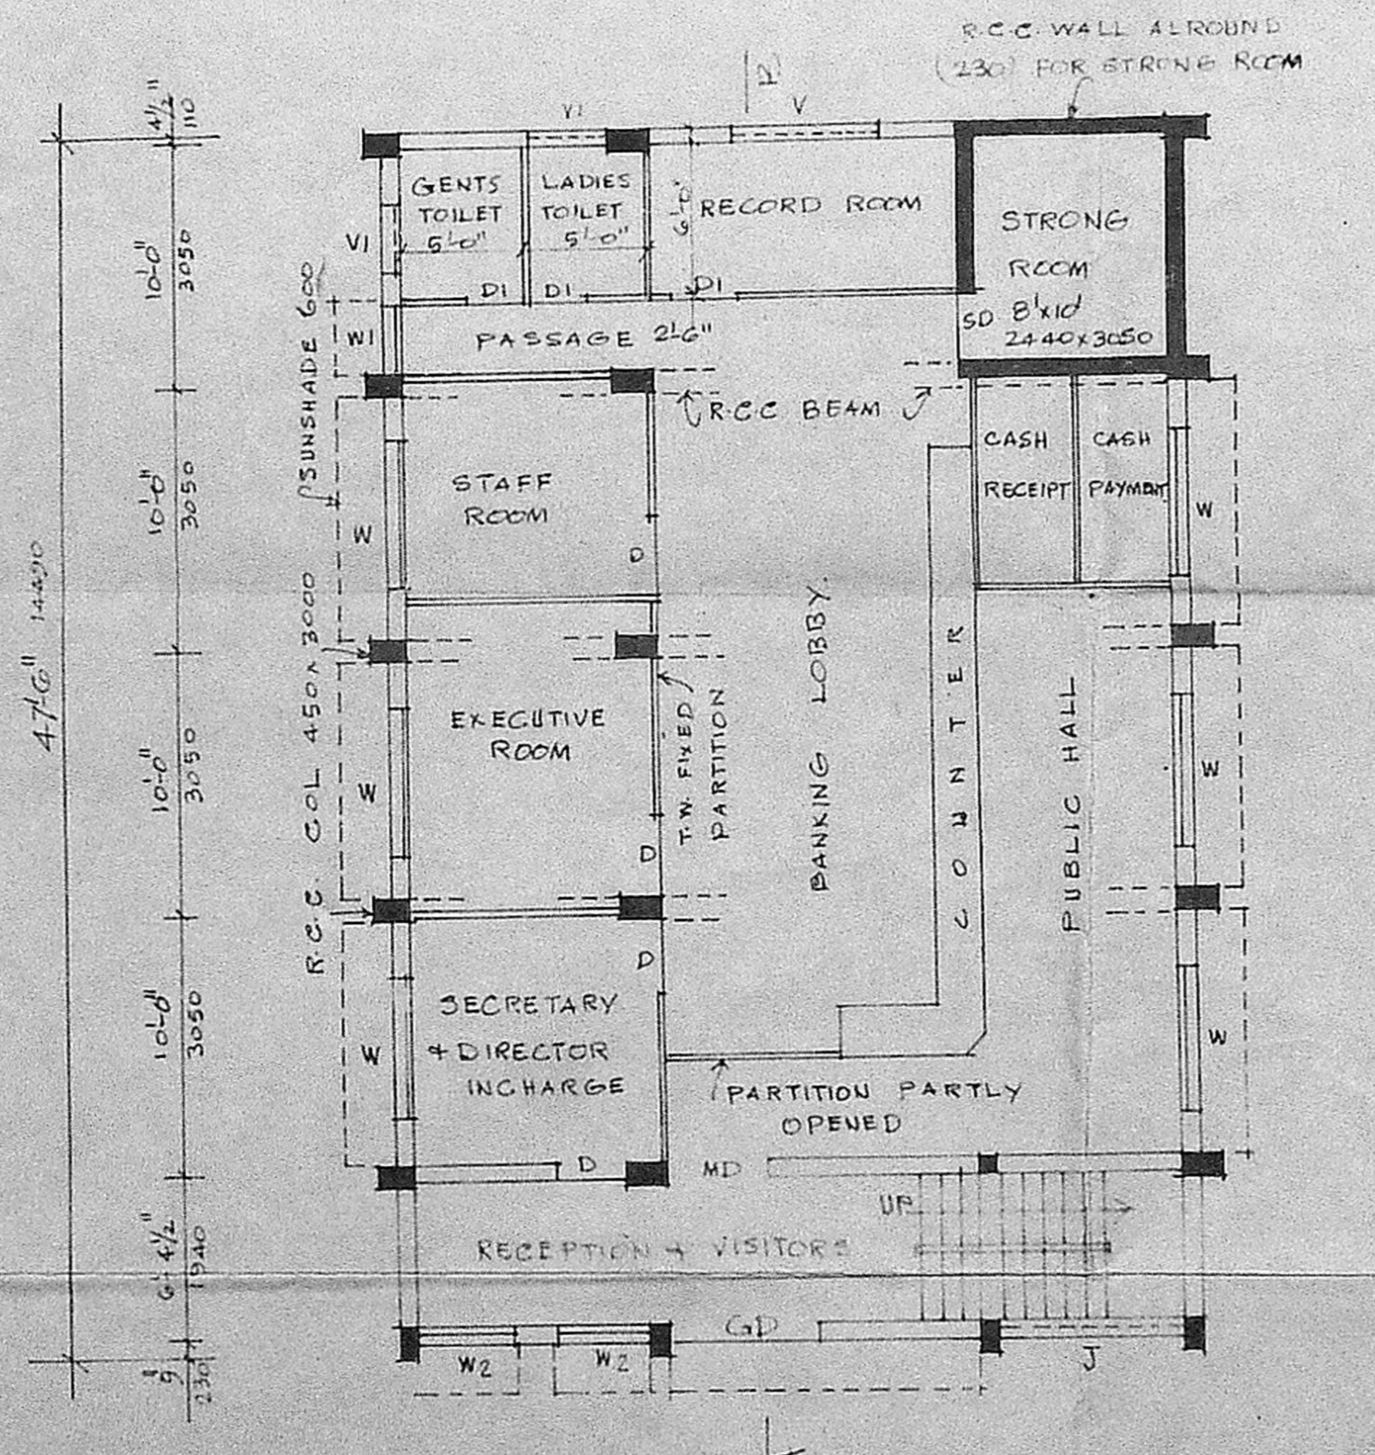 R.C.C. WALL ALROUND
(230) FOR STRONG ROOM
4½"
110
V1
V
GENTS
TOILET
5'-0"
LADIES
TOILET
5'-0"
6'-0"
RECORD ROOM
STRONG
ROOM
8'x10'
2440x3050
SD
V1
D1
D1
D1
10'-0"
3050
W1
PASSAGE 2'-6"
SUNSHADE 600
R.C.C BEAM
CASH
RECEIPT
CASH
PAYMENT
STAFF
ROOM
W
D
W
10'-0"
3050
47'-6" 14490
R.C.C. COL 450x3000
EXECUTIVE
ROOM
T.W. FIXED
PARTITION
BANKING LOBBY.
COUNTER
PUBLIC HALL
W
D
W
10'-0"
3050
D
SECRETARY
+ DIRECTOR
INCHARGE
W
W
10'-0"
3050
PARTITION PARTLY
OPENED
D
MD
UP
RECEPTION + VISITORS
6'-4½"
1940
GD
W2
W2
J
9"
230